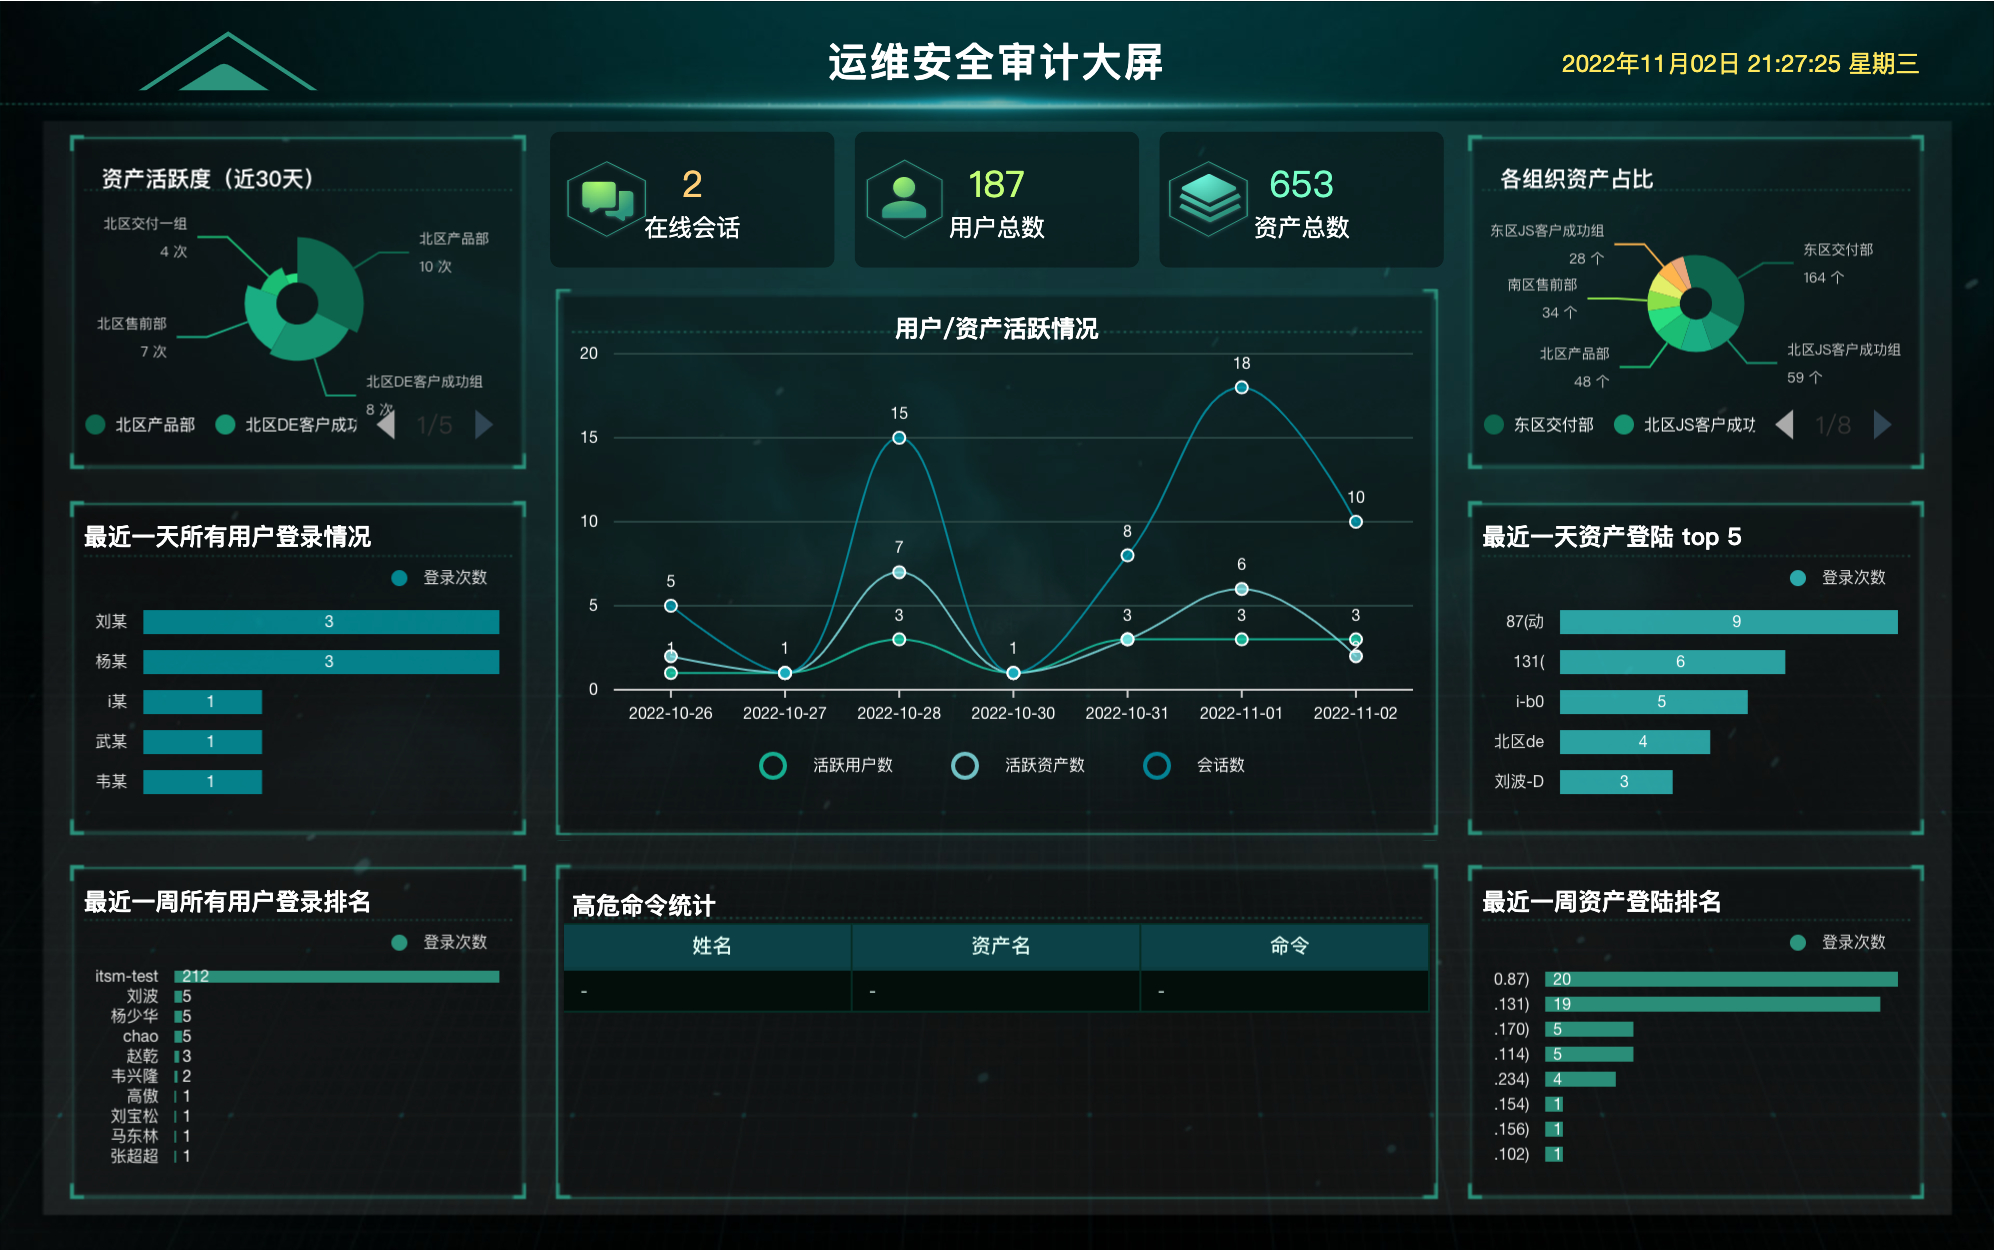 运维安全审计大屏
2022年11月02日 21:27:25 星期三
资产活跃度（近30天）
北区交付一组
4 次
北区产品部
10 次
北区售前部
7 次
北区DE客户成功组
8 次
北区产品部
北区DE客户成功
1/5
2
在线会话
187
用户总数
653
资产总数
各组织资产占比
东区JS客户成功组
28 个
东区交付部
164 个
南区售前部
34 个
北区产品部
48 个
北区JS客户成功组
59 个
东区交付部
北区JS客户成功
1/8
用户/资产活跃情况
20
15
10
5
0
5
1
1
15
7
3
1
8
3
18
6
3
10
3
2
2022-10-26
2022-10-27
2022-10-28
2022-10-30
2022-10-31
2022-11-01
2022-11-02
活跃用户数
活跃资产数
会话数
最近一天所有用户登录情况
登录次数
刘某 3
杨某 3
i某 1
武某 1
韦某 1
最近一天资产登陆 top 5
登录次数
87(动 9
131( 6
i-b0 5
北区de 4
刘波-D 3
最近一周所有用户登录排名
登录次数
itsm-test 212
刘波 5
杨少华 5
chao 5
赵乾 3
韦兴隆 2
高傲 1
刘宝松 1
马东林 1
张超超 1
高危命令统计
姓名 资产名 命令
- - -
最近一周资产登陆排名
登录次数
0.87) 20
.131) 19
.170) 5
.114) 5
.234) 4
.154) 1
.156) 1
.102) 1